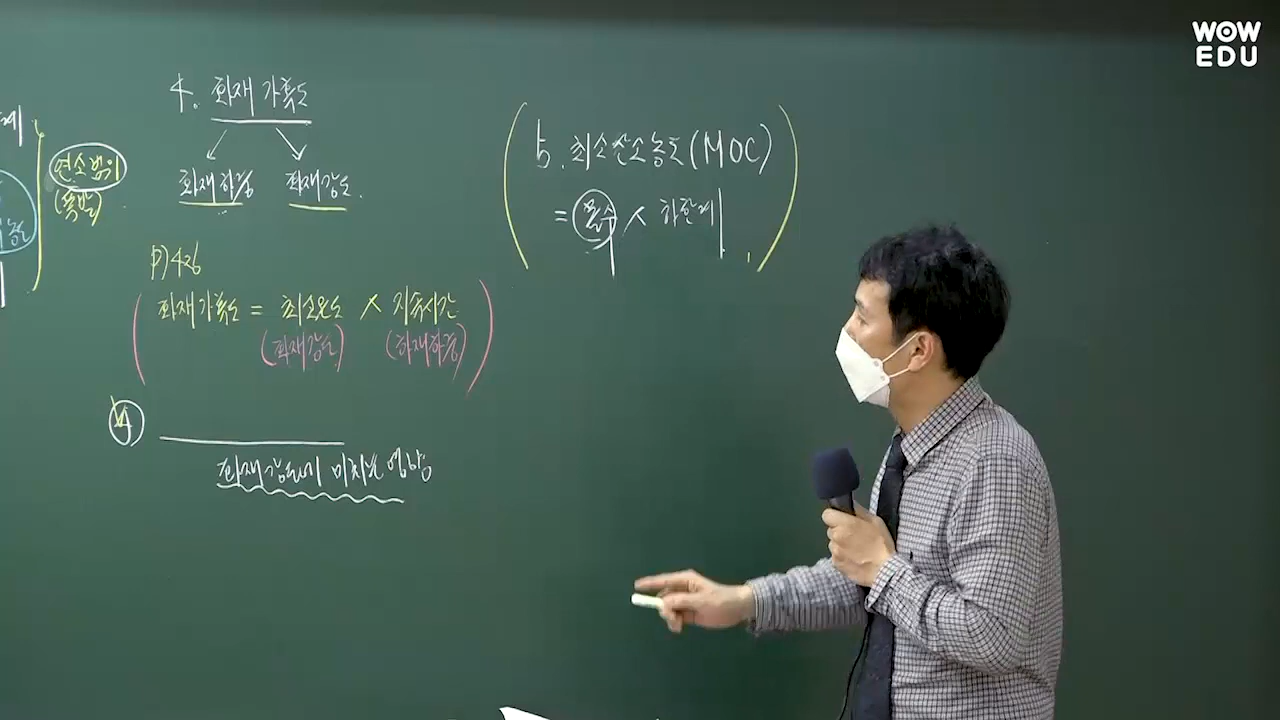 WOW
EDU
4. 화재 가혹도
화재하중 화재강도.
연소범위
(폭발)
P)426
화재가혹도 = 최고온도 × 지속시간
(화재강도) (화재하중)
화재강도에 미치는 영향
5. 최소산소농도(MOC)
= 몰수 × 하한계